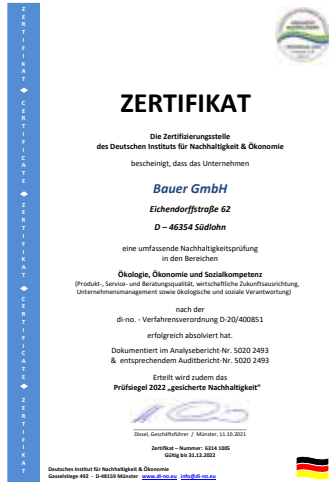 ZERTIFIKAT ◆ CERTIFICATE ◆ ZERTIFIKAT ◆ CERTIFICATE ◆ ZERTIFIKAT
ZERTIFIKAT
Die Zertifizierungsstelle
des Deutschen Instituts für Nachhaltigkeit & Ökonomie
bescheinigt, dass das Unternehmen
Bauer GmbH
Eichendorffstraße 62
D – 46354 Südlohn
eine umfassende Nachhaltigkeitsprüfung
in den Bereichen
Ökologie, Ökonomie und Sozialkompetenz
(Produkt-, Service- und Beratungsqualität, wirtschaftliche Zukunftsausrichtung,
Unternehmensmanagement sowie ökologische und soziale Verantwortung)
nach der
di-no. - Verfahrensverordnung D-20/400851
erfolgreich absolviert hat.
Dokumentiert im Analysebericht-Nr. 5020 2493
& entsprechendem Auditbericht-Nr. 5020 2493
Erteilt wird zudem das
Prüfsiegel 2022 „gesicherte Nachhaltigkeit“
Dissel, Geschäftsführer / Münster, 11.10.2021
Zertifikat – Nummer: 6314 1005
Gültig bis 31.12.2022
Deutsches Institut für Nachhaltigkeit & Ökonomie
Gasselstiege 492 - D-48159 Münster www.di-no.eu info@di-no.eu